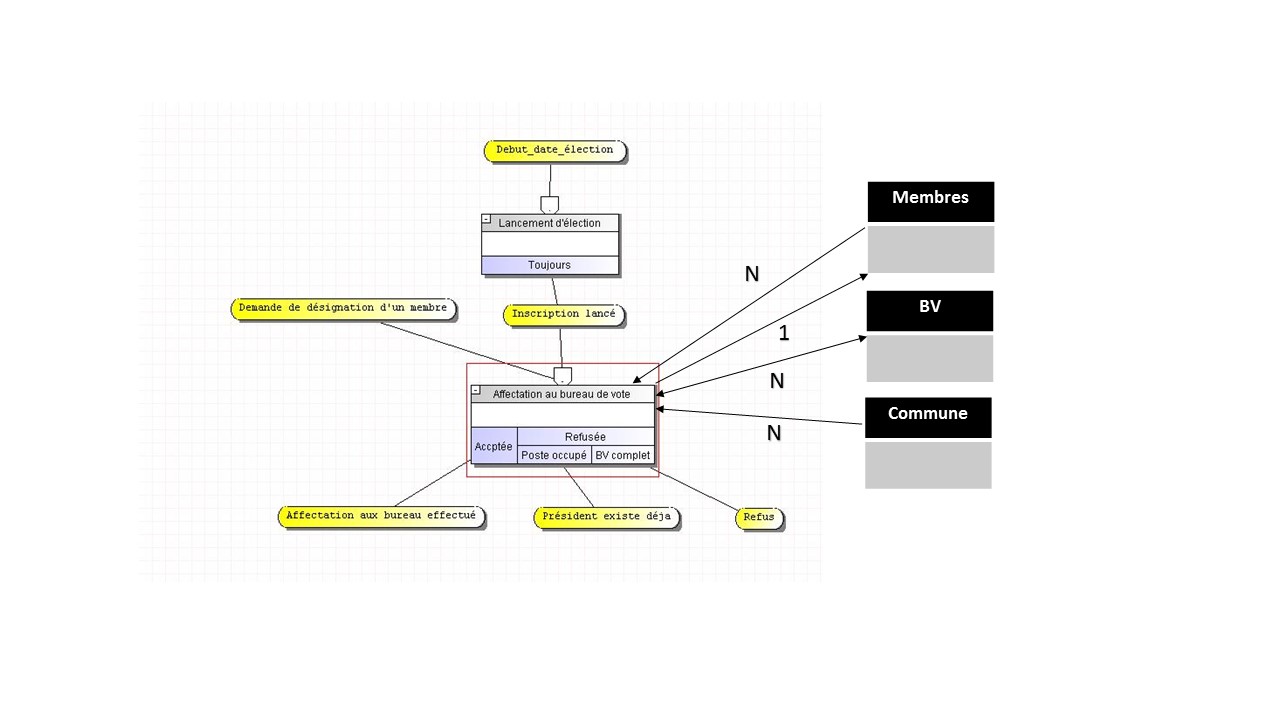 Debut_date_élection
Lancement d'élection
Toujours
Demande de désignation d'un membre
Inscription lancé
Affectation au bureau de vote
Accptée
Refusée
Poste occupé
BV complet
Affectation aux bureau effectué
Président existe déja
Refus
N
1
N
N
Membres
BV
Commune